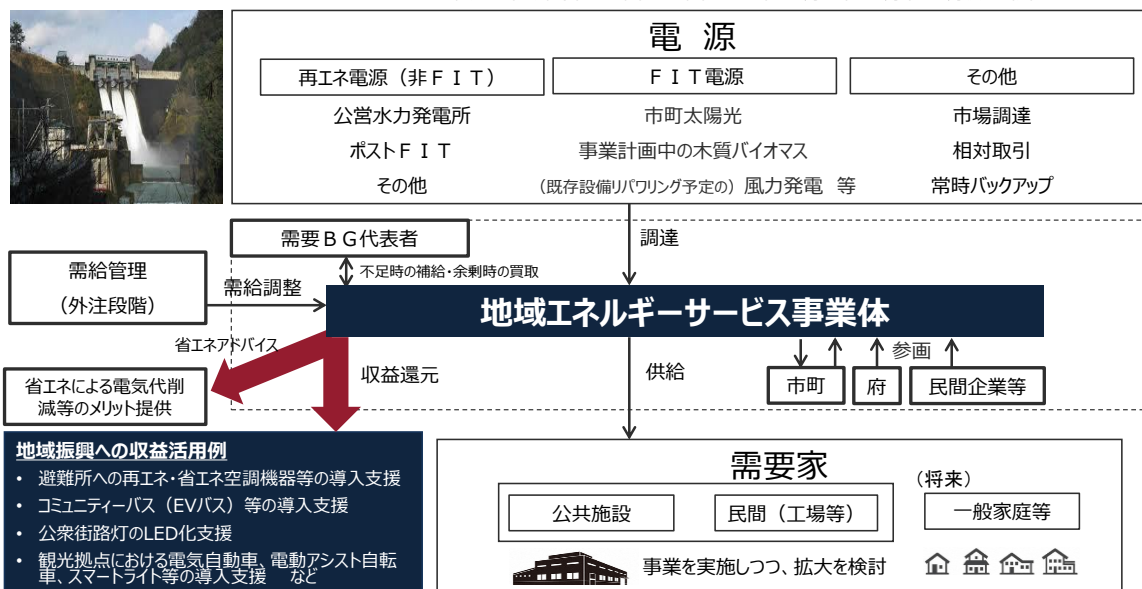 電 源
再エネ電源（非ＦＩＴ）
公営水力発電所
ポストＦＩＴ
その他
ＦＩＴ電源
市町太陽光
事業計画中の木質バイオマス
（既存設備リパワリング予定の）風力発電 等
その他
市場調達
相対取引
常時バックアップ
需要ＢＧ代表者
調達
不足時の補給・余剰時の買取
需給管理
（外注段階）
需給調整
地域エネルギーサービス事業体
省エネアドバイス
収益還元
供給
参画
市町
府
民間企業等
省エネによる電気代削
減等のメリット提供
地域振興への収益活用例
• 避難所への再エネ・省エネ空調機器等の導入支援
• コミュニティーバス（EVバス）等の導入支援
• 公衆街路灯のLED化支援
• 観光拠点における電気自動車、電動アシスト自転
車、スマートライト等の導入支援　など
需要家
公共施設
民間（工場等）
（将来）
一般家庭等
事業を実施しつつ、拡大を検討